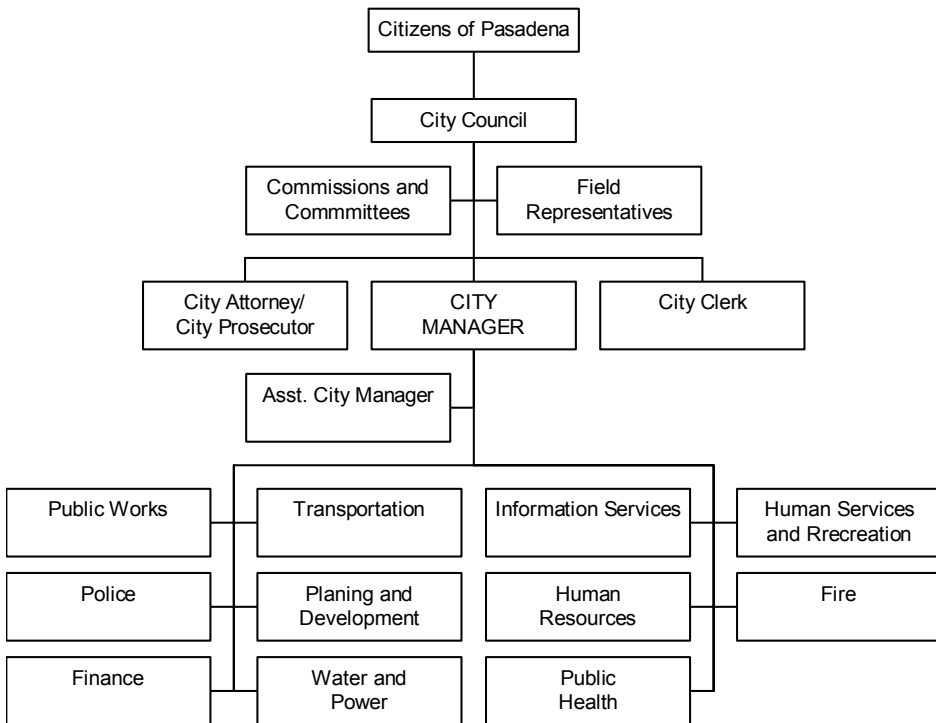 Citizens of Pasadena
City Council
Commissions and
Commmittees
Field
Representatives
City Attorney/
City Prosecutor
CITY
MANAGER
City Clerk
Asst. City Manager
Public Works
Transportation
Information Services
Human Services
and Rrecreation
Police
Planing and
Development
Human
Resources
Fire
Finance
Water and
Power
Public
Health